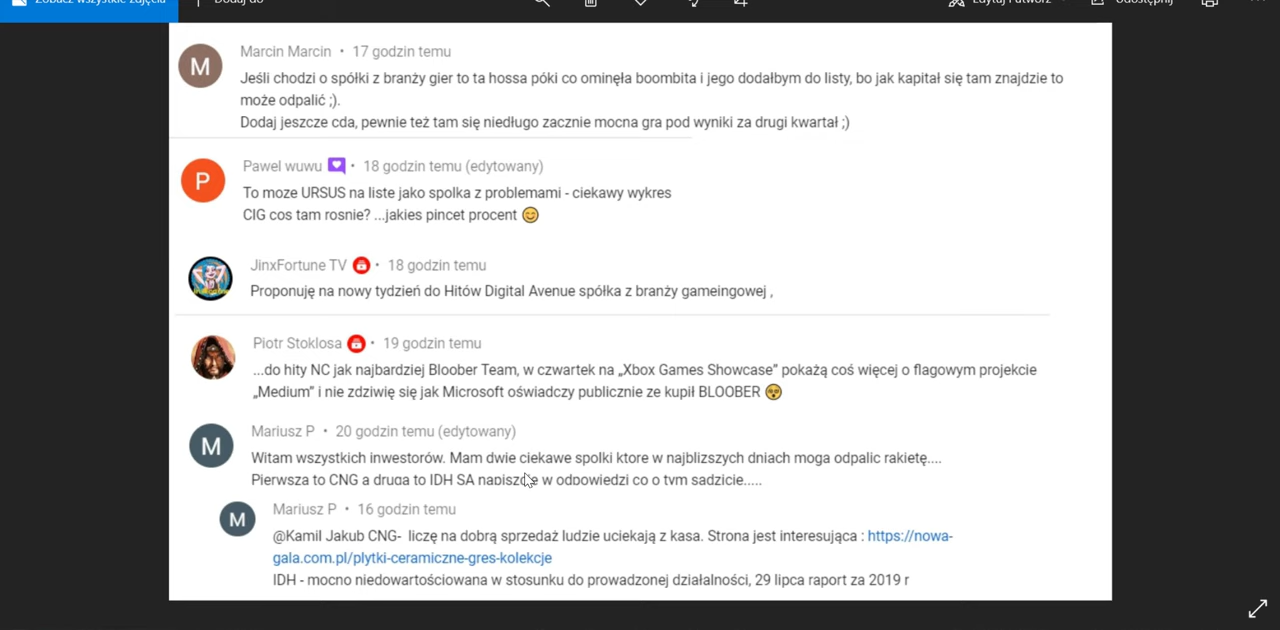 Zobacz wszystkie zdjęcia
Dodaj do
Edytuj i utwórz
Udostępnij
M
Marcin Marcin • 17 godzin temu
Jeśli chodzi o spółki z branży gier to ta hossa póki co ominęła boombita i jego dodałbym do listy, bo jak kapitał się tam znajdzie to
może odpalić ;).
Dodaj jeszcze cda, pewnie też tam się niedługo zacznie mocna gra pod wyniki za drugi kwartał ;)
P
Pawel wuwu • 18 godzin temu (edytowany)
To moze URSUS na liste jako spolka z problemami - ciekawy wykres
CIG cos tam rosnie? ...jakies pincet procent 😊
JinxFortune TV • 18 godzin temu
Proponuję na nowy tydzień do Hitów Digital Avenue spółka z branży gameingowej ,
Piotr Stoklosa • 19 godzin temu
...do hity NC jak najbardziej Bloober Team, w czwartek na „Xbox Games Showcase” pokażą coś więcej o flagowym projekcie
„Medium” i nie zdziwię się jak Microsoft oświadczy publicznie ze kupił BLOOBER 😲
M
Mariusz P • 20 godzin temu (edytowany)
Witam wszystkich inwestorów. Mam dwie ciekawe spolki ktore w najblizszych dniach moga odpalic rakietę....
Pierwsza to CNG a druga to IDH SA napiszcie w odpowiedzi co o tym sadzicie.....
M
Mariusz P • 16 godzin temu
@Kamil Jakub CNG- liczę na dobrą sprzedaż ludzie uciekają z kasa. Strona jest interesująca : https://nowa-
gala.com.pl/plytki-ceramiczne-gres-kolekcje
IDH - mocno niedowartościowana w stosunku do prowadzonej działalności, 29 lipca raport za 2019 r